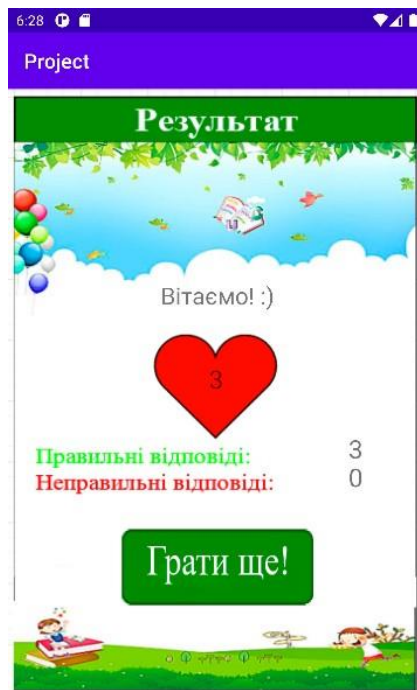 6:28
Project
Результат
Вітаємо! :)
3
Правильні відповіді: 3
Неправильні відповіді: 0
Грати ще!